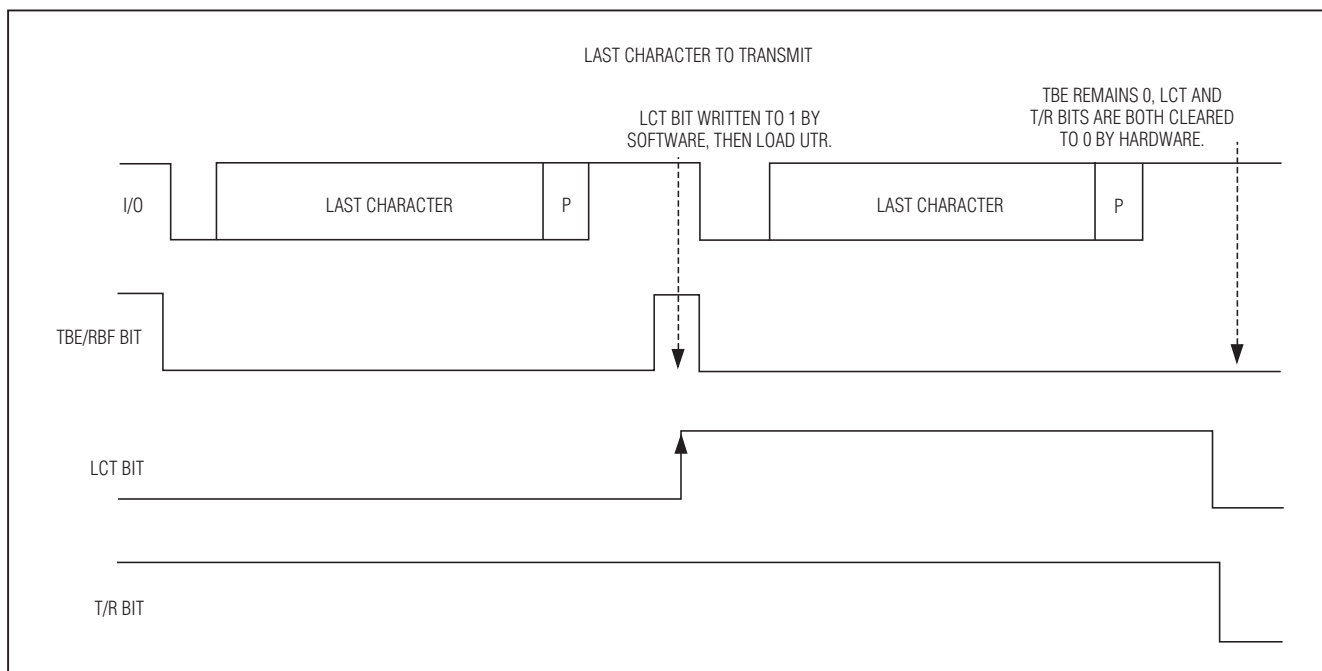 LAST CHARACTER TO TRANSMIT
LCT BIT WRITTEN TO 1 BY
SOFTWARE, THEN LOAD UTR.
TBE REMAINS 0, LCT AND
T/R BITS ARE BOTH CLEARED
TO 0 BY HARDWARE.
I/O
LAST CHARACTER
P
LAST CHARACTER
P
TBE/RBF BIT
LCT BIT
T/R BIT